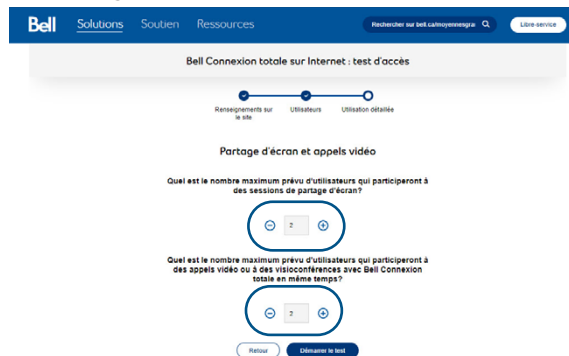 Bell Solutions Soutien Ressources Rechercher sur bell.ca/moyennesgra Libre-service
Bell Connexion totale sur Internet : test d'accès
Renseignements sur Utilisateurs Utilisation détaillée
le site
Partage d'écran et appels vidéo
Quel est le nombre maximum prévu d'utilisateurs qui participeront à
des sessions de partage d'écran?
2
Quel est le nombre maximum prévu d'utilisateurs qui participeront à
des appels vidéo ou à des visioconférences avec Bell Connexion
totale en même temps?
2
Retour Démarrer le test